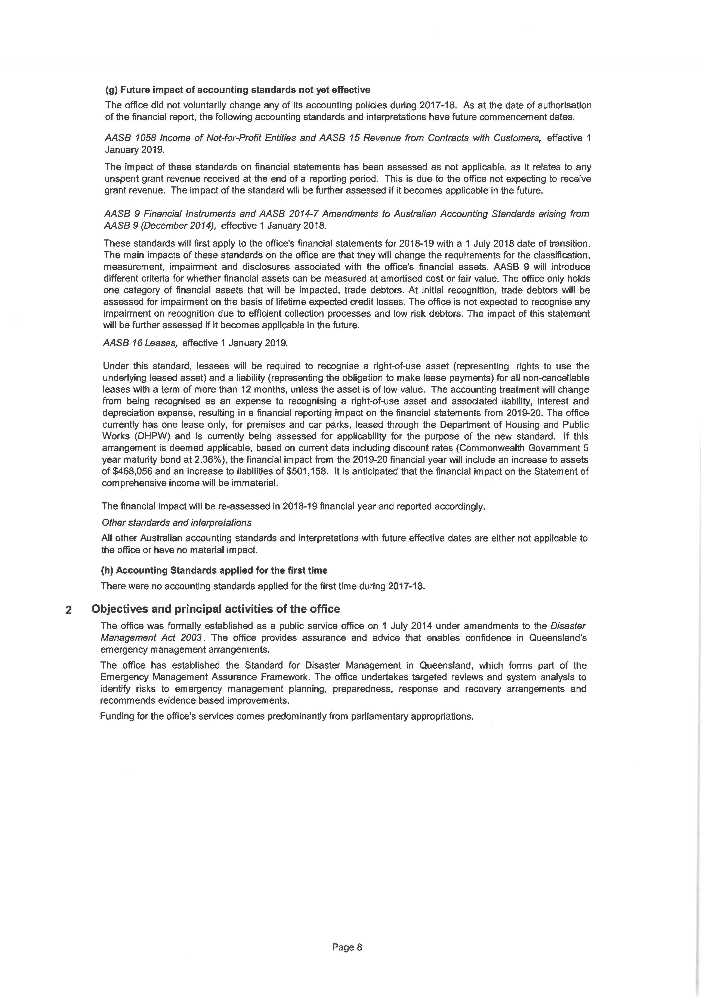 (g) Future impact of accounting standards not yet effective
The office did not voluntarily change any of its accounting policies during 2017-18. As at the date of authorisation
of the financial report, the following accounting standards and interpretations have future commencement dates.
AASB 1058 Income of Not-for-Profit Entities and AASB 15 Revenue from Contracts with Customers, effective 1
January 2019.
The impact of these standards on financial statements has been assessed as not applicable, as it relates to any
unspent grant revenue received at the end of a reporting period. This is due to the office not expecting to receive
grant revenue. The impact of the standard will be further assessed if it becomes applicable in the future.
AASB 9 Financial Instruments and AASB 2014-7 Amendments to Australian Accounting Standards arising from
AASB 9 (December 2014), effective 1 January 2018.
These standards will first apply to the office's financial statements for 2018-19 with a 1 July 2018 date of transition.
The main impacts of these standards on the office are that they will change the requirements for the classification,
measurement, impairment and disclosures associated with the office's financial assets. AASB 9 will introduce
different criteria for whether financial assets can be measured at amortised cost or fair value. The office only holds
one category of financial assets that will be impacted, trade debtors. At initial recognition, trade debtors will be
assessed for impairment on the basis of lifetime expected credit losses. The office is not expected to recognise any
impairment on recognition due to efficient collection processes and low risk debtors. The impact of this statement
will be further assessed if it becomes applicable in the future.
AASB 16 Leases, effective 1 January 2019.
Under this standard, lessees will be required to recognise a right-of-use asset (representing rights to use the
underlying leased asset) and a liability (representing the obligation to make lease payments) for all non-cancellable
leases with a term of more than 12 months, unless the asset is of low value. The accounting treatment will change
from being recognised as an expense to recognising a right-of-use asset and associated liability, interest and
depreciation expense, resulting in a financial reporting impact on the financial statements from 2019-20. The office
currently has one lease only, for premises and car parks, leased through the Department of Housing and Public
Works (DHPW) and is currently being assessed for applicability for the purpose of the new standard. If this
arrangement is deemed applicable, based on current data including discount rates (Commonwealth Government 5
year maturity bond at 2.36%), the financial impact from the 2019-20 financial year will include an increase to assets
of $468,056 and an increase to liabilities of $501,158. It is anticipated that the financial impact on the Statement of
comprehensive income will be immaterial.
The financial impact will be re-assessed in 2018-19 financial year and reported accordingly.
Other standards and interpretations
All other Australian accounting standards and interpretations with future effective dates are either not applicable to
the office or have no material impact.
(h) Accounting Standards applied for the first time
There were no accounting standards applied for the first time during 2017-18.
2 Objectives and principal activities of the office
The office was formally established as a public service office on 1 July 2014 under amendments to the Disaster
Management Act 2003. The office provides assurance and advice that enables confidence in Queensland's
emergency management arrangements.
The office has established the Standard for Disaster Management in Queensland, which forms part of the
Emergency Management Assurance Framework. The office undertakes targeted reviews and system analysis to
identify risks to emergency management planning, preparedness, response and recovery arrangements and
recommends evidence based improvements.
Funding for the office's services comes predominantly from parliamentary appropriations.
Page 8